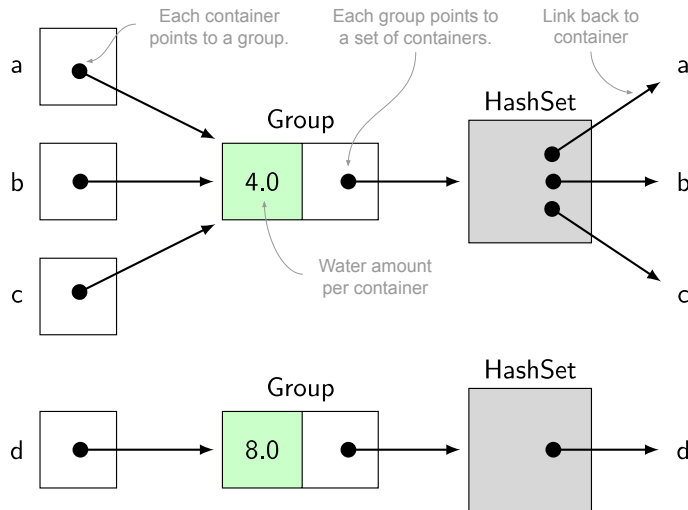 Each container
points to a group.
Each group points to
a set of containers.
Link back to
container
a
a
HashSet
Group
b
4.0
b
Water amount
per container
c
c
HashSet
Group
d
8.0
d